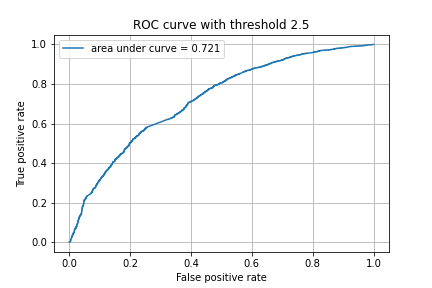 ROC curve with threshold 2.5
area under curve = 0.721
True positive rate
1.0
0.8
0.6
0.4
0.2
0.0
0.0 0.2 0.4 0.6 0.8 1.0
False positive rate